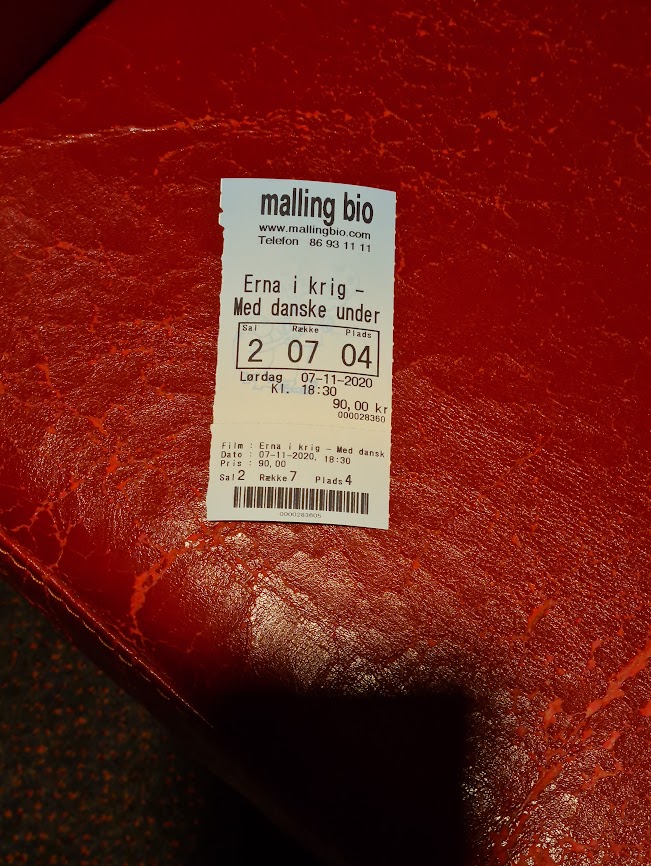 malling bio
www.mallingbio.com
Telefon 86 93 11 11
Erna i krig –
Med danske under
Sal Række Plads
2 07 04
Lørdag 07-11-2020
Kl. 18:30
90,00 kr
000028360
Film : Erna i krig - Med dansk
Dato : 07-11-2020, 18:30
Pris : 90,00
Sal 2 Række 7 Plads 4
0000283605